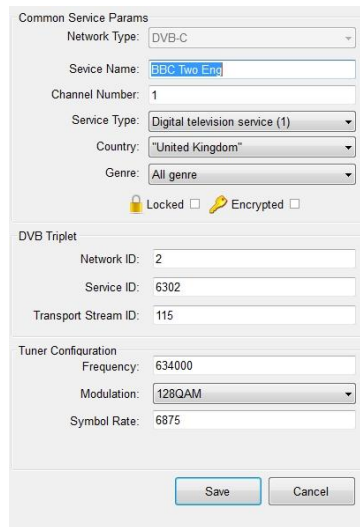 Common Service Params
Network Type: DVB-C
Sevice Name: BBC Two Eng
Channel Number: 1
Service Type: Digital television service (1)
Country: "United Kingdom"
Genre: All genre
Locked Encrypted
DVB Triplet
Network ID: 2
Service ID: 6302
Transport Stream ID: 115
Tuner Configuration
Frequency: 634000
Modulation: 128QAM
Symbol Rate: 6875
Save Cancel